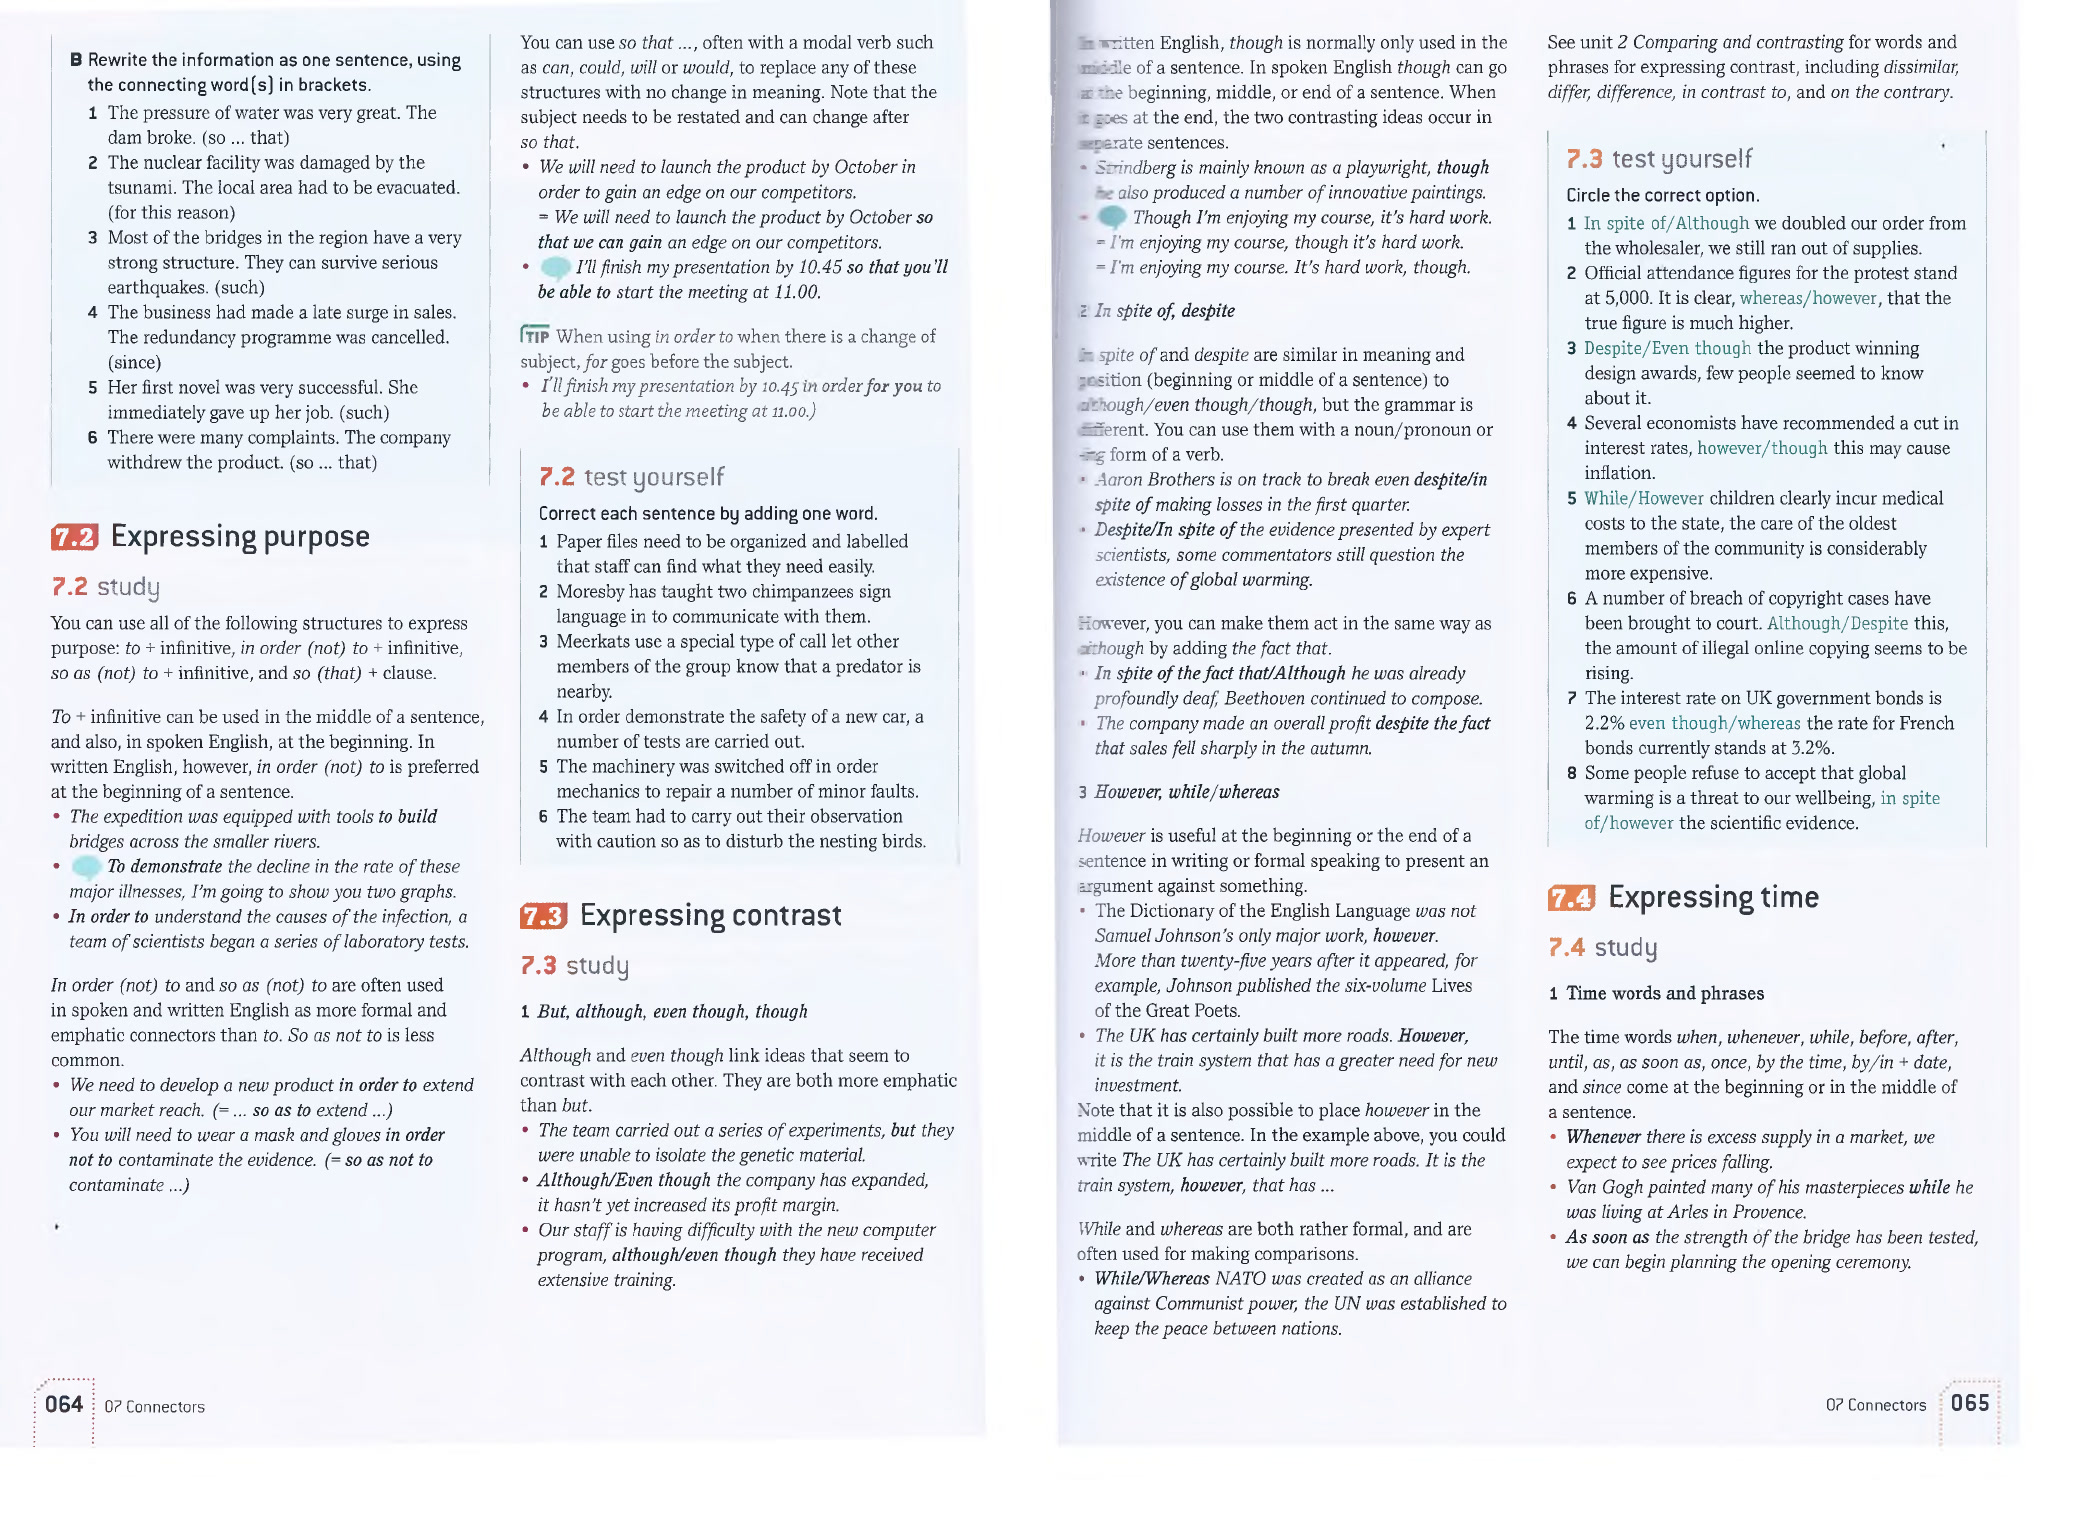 B Rewrite the information as one sentence, using
the connecting word(s) in brackets.
1 The pressure of water was very great. The
dam broke. (so ... that)
2 The nuclear facility was damaged by the
tsunami. The local area had to be evacuated.
(for this reason)
3 Most of the bridges in the region have a very
strong structure. They can survive serious
earthquakes. (such)
4 The business had made a late surge in sales.
The redundancy programme was cancelled.
(since)
5 Her first novel was very successful. She
immediately gave up her job. (such)
6 There were many complaints. The company
withdrew the product. (so ... that)
7.2 Expressing purpose
7.2 study
You can use all of the following structures to express
purpose: to + infinitive, in order (not) to + infinitive,
so as (not) to + infinitive, and so (that) + clause.
To + infinitive can be used in the middle of a sentence,
and also, in spoken English, at the beginning. In
written English, however, in order (not) to is preferred
at the beginning of a sentence.
• The expedition was equipped with tools to build
bridges across the smaller rivers.
• To demonstrate the decline in the rate of these
major illnesses, I'm going to show you two graphs.
• In order to understand the causes of the infection, a
team of scientists began a series of laboratory tests.
In order (not) to and so as (not) to are often used
in spoken and written English as more formal and
emphatic connectors than to. So as not to is less
common.
• We need to develop a new product in order to extend
our market reach. (= ... so as to extend ...)
• You will need to wear a mask and gloves in order
not to contaminate the evidence. (= so as not to
contaminate ...)
064 07 Connectors
You can use so that ..., often with a modal verb such
as can, could, will or would, to replace any of these
structures with no change in meaning. Note that the
subject needs to be restated and can change after
so that.
• We will need to launch the product by October in
order to gain an edge on our competitors.
= We will need to launch the product by October so
that we can gain an edge on our competitors.
• I'll finish my presentation by 10.45 so that you'll
be able to start the meeting at 11.00.
TIP When using in order to when there is a change of
subject, for goes before the subject.
• I'll finish my presentation by 10.45 in order for you to
be able to start the meeting at 11.00.)
7.2 test yourself
Correct each sentence by adding one word.
1 Paper files need to be organized and labelled
that staff can find what they need easily.
2 Moresby has taught two chimpanzees sign
language in to communicate with them.
3 Meerkats use a special type of call let other
members of the group know that a predator is
nearby.
4 In order demonstrate the safety of a new car, a
number of tests are carried out.
5 The machinery was switched off in order
mechanics to repair a number of minor faults.
6 The team had to carry out their observation
with caution so as to disturb the nesting birds.
7.3 Expressing contrast
7.3 study
1 But, although, even though, though
Although and even though link ideas that seem to
contrast with each other. They are both more emphatic
than but.
• The team carried out a series of experiments, but they
were unable to isolate the genetic material.
• Although/Even though the company has expanded,
it hasn't yet increased its profit margin.
• Our staff is having difficulty with the new computer
program, although/even though they have received
extensive training.
written English, though is normally only used in the
middle of a sentence. In spoken English though can go
at the beginning, middle, or end of a sentence. When
it goes at the end, the two contrasting ideas occur in
separate sentences.
• Strindberg is mainly known as a playwright, though
he also produced a number of innovative paintings.
• Though I'm enjoying my course, it's hard work.
= I'm enjoying my course, though it's hard work.
= I'm enjoying my course. It's hard work, though.
2 In spite of, despite
In spite of and despite are similar in meaning and
position (beginning or middle of a sentence) to
although/even though/though, but the grammar is
different. You can use them with a noun/pronoun or
-ing form of a verb.
• Aaron Brothers is on track to break even despite/in
spite of making losses in the first quarter.
• Despite/In spite of the evidence presented by expert
scientists, some commentators still question the
existence of global warming.
However, you can make them act in the same way as
although by adding the fact that.
• In spite of the fact that/Although he was already
profoundly deaf, Beethoven continued to compose.
• The company made an overall profit despite the fact
that sales fell sharply in the autumn.
3 However, while/whereas
However is useful at the beginning or the end of a
sentence in writing or formal speaking to present an
argument against something.
• The Dictionary of the English Language was not
Samuel Johnson's only major work, however.
More than twenty-five years after it appeared, for
example, Johnson published the six-volume Lives
of the Great Poets.
• The UK has certainly built more roads. However,
it is the train system that has a greater need for new
investment.
Note that it is also possible to place however in the
middle of a sentence. In the example above, you could
write The UK has certainly built more roads. It is the
train system, however, that has ...
While and whereas are both rather formal, and are
often used for making comparisons.
• While/Whereas NATO was created as an alliance
against Communist power, the UN was established to
keep the peace between nations.
See unit 2 Comparing and contrasting for words and
phrases for expressing contrast, including dissimilar,
differ, difference, in contrast to, and on the contrary.
7.3 test yourself
Circle the correct option.
1 In spite of/Although we doubled our order from
the wholesaler, we still ran out of supplies.
2 Official attendance figures for the protest stand
at 5,000. It is clear, whereas/however, that the
true figure is much higher.
3 Despite/Even though the product winning
design awards, few people seemed to know
about it.
4 Several economists have recommended a cut in
interest rates, however/though this may cause
inflation.
5 While/However children clearly incur medical
costs to the state, the care of the oldest
members of the community is considerably
more expensive.
6 A number of breach of copyright cases have
been brought to court. Although/Despite this,
the amount of illegal online copying seems to be
rising.
7 The interest rate on UK government bonds is
2.2% even though/whereas the rate for French
bonds currently stands at 3.2%.
8 Some people refuse to accept that global
warming is a threat to our wellbeing, in spite
of/however the scientific evidence.
7.4 Expressing time
7.4 study
1 Time words and phrases
The time words when, whenever, while, before, after,
until, as, as soon as, once, by the time, by/in + date,
and since come at the beginning or in the middle of
a sentence.
• Whenever there is excess supply in a market, we
expect to see prices falling.
• Van Gogh painted many of his masterpieces while he
was living at Arles in Provence.
• As soon as the strength of the bridge has been tested,
we can begin planning the opening ceremony.
07 Connectors 065